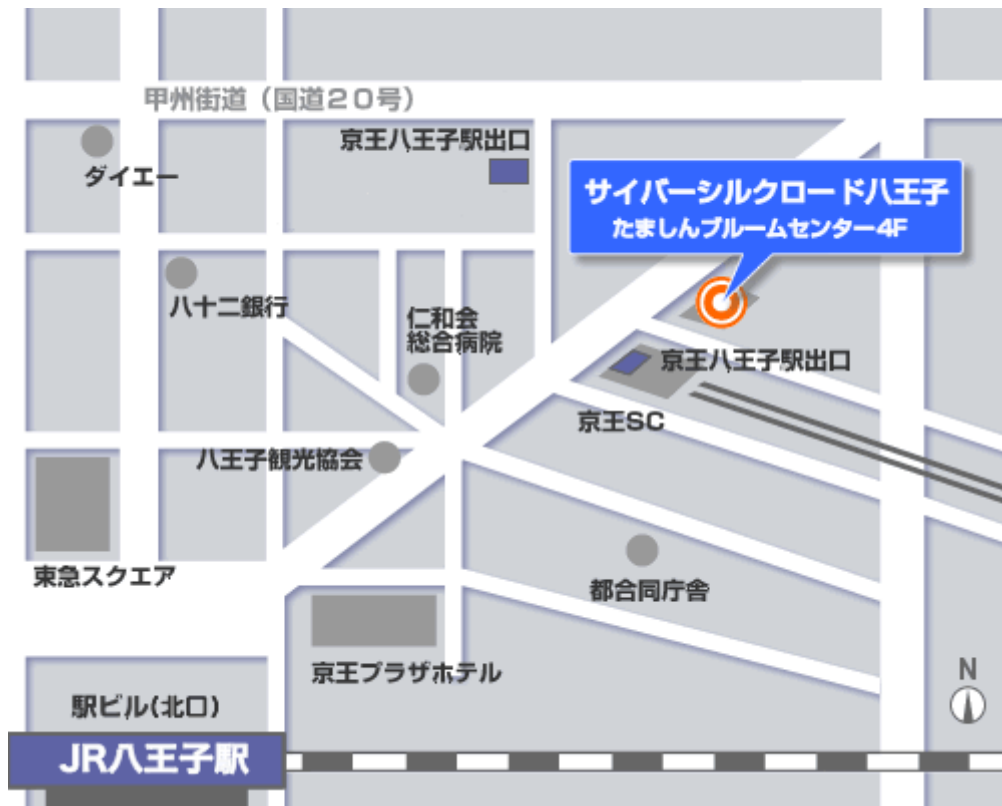 甲州街道（国道２０号）
京王八王子駅出口
ダイエー
サイバーシルクロード八王子
たましんブルームセンター4F
八十二銀行
仁和会
総合病院
京王八王子駅出口
京王SC
八王子観光協会
東急スクエア
都合同庁舎
京王プラザホテル
N
駅ビル(北口)
JR八王子駅